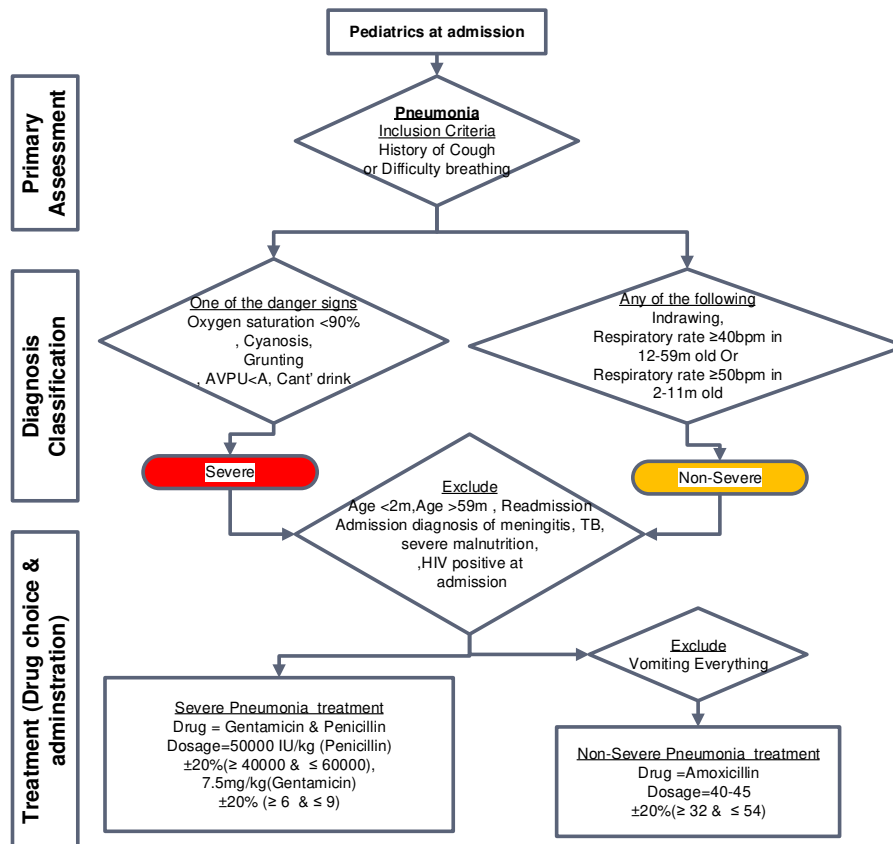 Pediatrics at admission
Primary
Assessment
Pneumonia
Inclusion Criteria
History of Cough
or Difficulty breathing
Diagnosis
Classification
One of the danger signs
Oxygen saturation <90%
, Cyanosis,
Grunting
, AVPU<A, Cant' drink
Any of the following
Indrawing,
Respiratory rate ≥40bpm in
12-59m old Or
Respiratory rate ≥50bpm in
2-11m old
Severe
Non-Severe
Exclude
Age <2m,Age >59m , Readmission
Admission diagnosis of meningitis, TB,
severe malnutrition,
,HIV positive at
admission
Treatment (Drug choice &
adminstration)
Exclude
Vomiting Everything
Severe Pneumonia treatment
Drug = Gentamicin & Penicillin
Dosage=50000 IU/kg (Penicillin)
±20%(≥ 40000 & ≤ 60000),
7.5mg/kg(Gentamicin)
±20% (≥ 6 & ≤ 9)
Non-Severe Pneumonia treatment
Drug =Amoxicillin
Dosage=40-45
±20%(≥ 32 & ≤ 54)